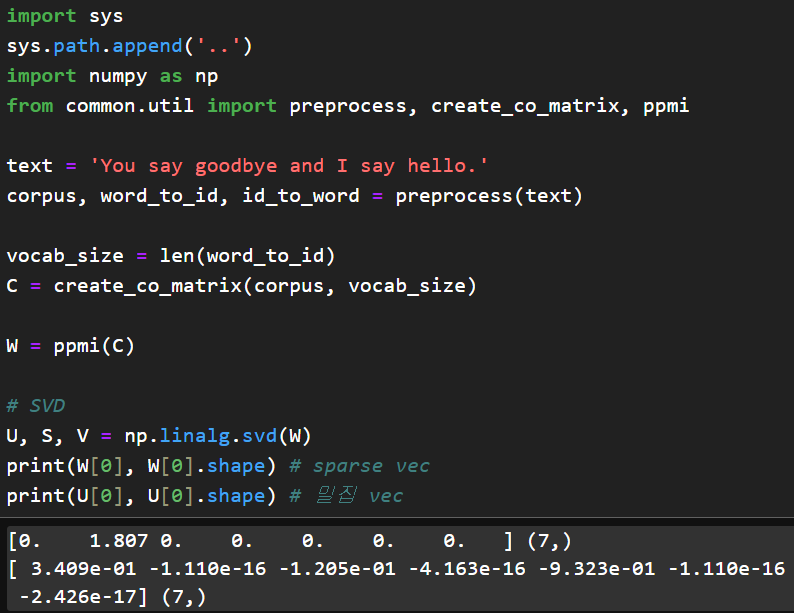 import sys
sys.path.append('..')
import numpy as np
from common.util import preprocess, create_co_matrix, ppmi
text = 'You say goodbye and I say hello.'
corpus, word_to_id, id_to_word = preprocess(text)
vocab_size = len(word_to_id)
C = create_co_matrix(corpus, vocab_size)
W = ppmi(C)
# SVD
U, S, V = np.linalg.svd(W)
print(W[0], W[0].shape) # sparse vec
print(U[0], U[0].shape) # 밀집 vec
[0.    1.807 0.    0.    0.    0.    0.   ] (7,)
[ 3.409e-01 -1.110e-16 -1.205e-01 -4.163e-16 -9.323e-01 -1.110e-16
 -2.426e-17] (7,)